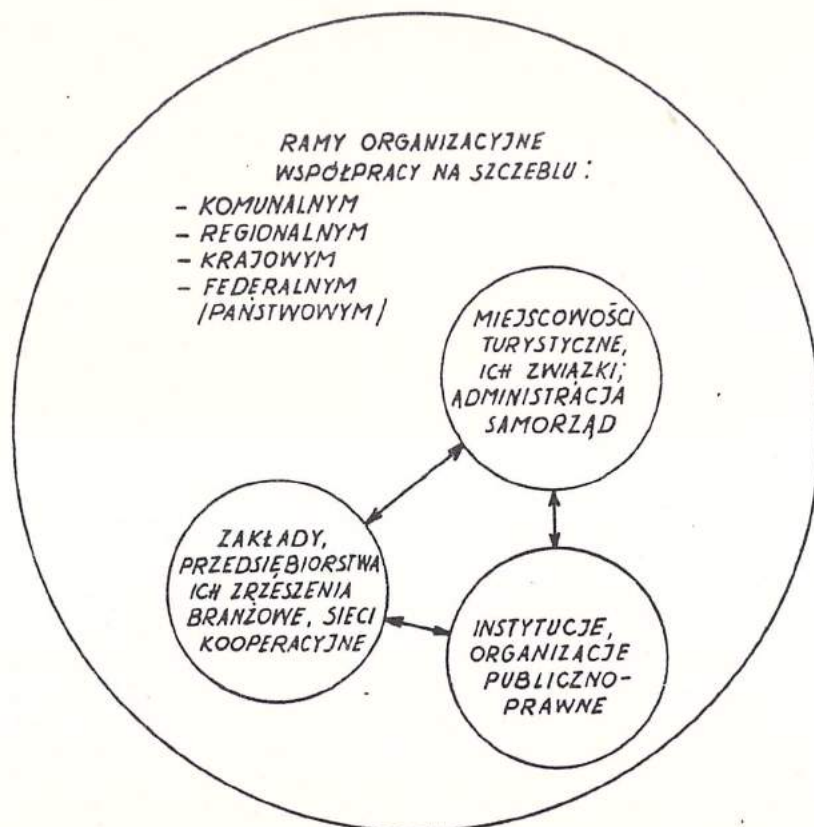 RAMY ORGANIZACYJNE
WSPÓŁPRACY NA SZCZEBLU:
- KOMUNALNYM
- REGIONALNYM
- KRAJOWYM
- FEDERALNYM
/PAŃSTWOWYM/
MIEJSCOWOŚCI
TURYSTYCZNE,
ICH ZWIĄZKI,
ADMINISTRACJA
SAMORZĄD
ZAKŁADY,
PRZEDSIĘBIORSTWA
ICH ZRZESZENIA
BRANŻOWE, SIECI
KOOPERACYJNE
INSTYTUCJE,
ORGANIZACJE
PUBLICZNO-
PRAWNE